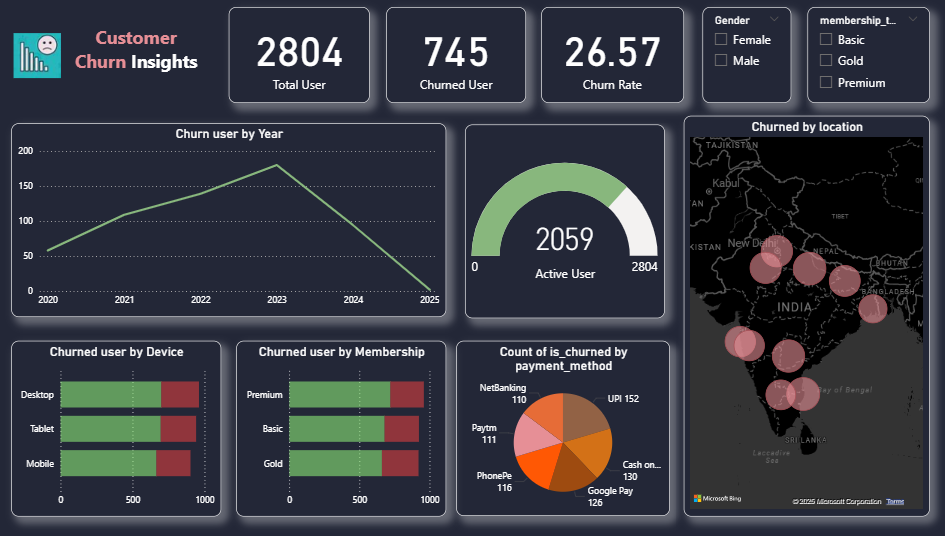 Customer
Churn Insights
2804
Total User
745
Churned User
26.57
Churn Rate
Gender
Female
Male
membership_t...
Basic
Gold
Premium
Churn user by Year
200
150
100
50
0
2020
2021
2022
2023
2024
2025
2059
0
2804
Active User
Churned by location
TAJIKISTAN
Kabul
TIBET
KISTAN
New Delhi
NEPAL
BHUTAN
BANGLADESH
INDIA
Bay of Bengal
SRI LANKA
Laccadive
Sea
Microsoft Bing
© 2025 Microsoft Corporation
Terms
Churned user by Device
Desktop
Tablet
Mobile
0
500
1000
Churned user by Membership
Premium
Basic
Gold
0
500
1000
Count of is_churned by
payment_method
NetBanking
110
UPI 152
Paytm
111
Cash on...
130
PhonePe
116
Google Pay
126